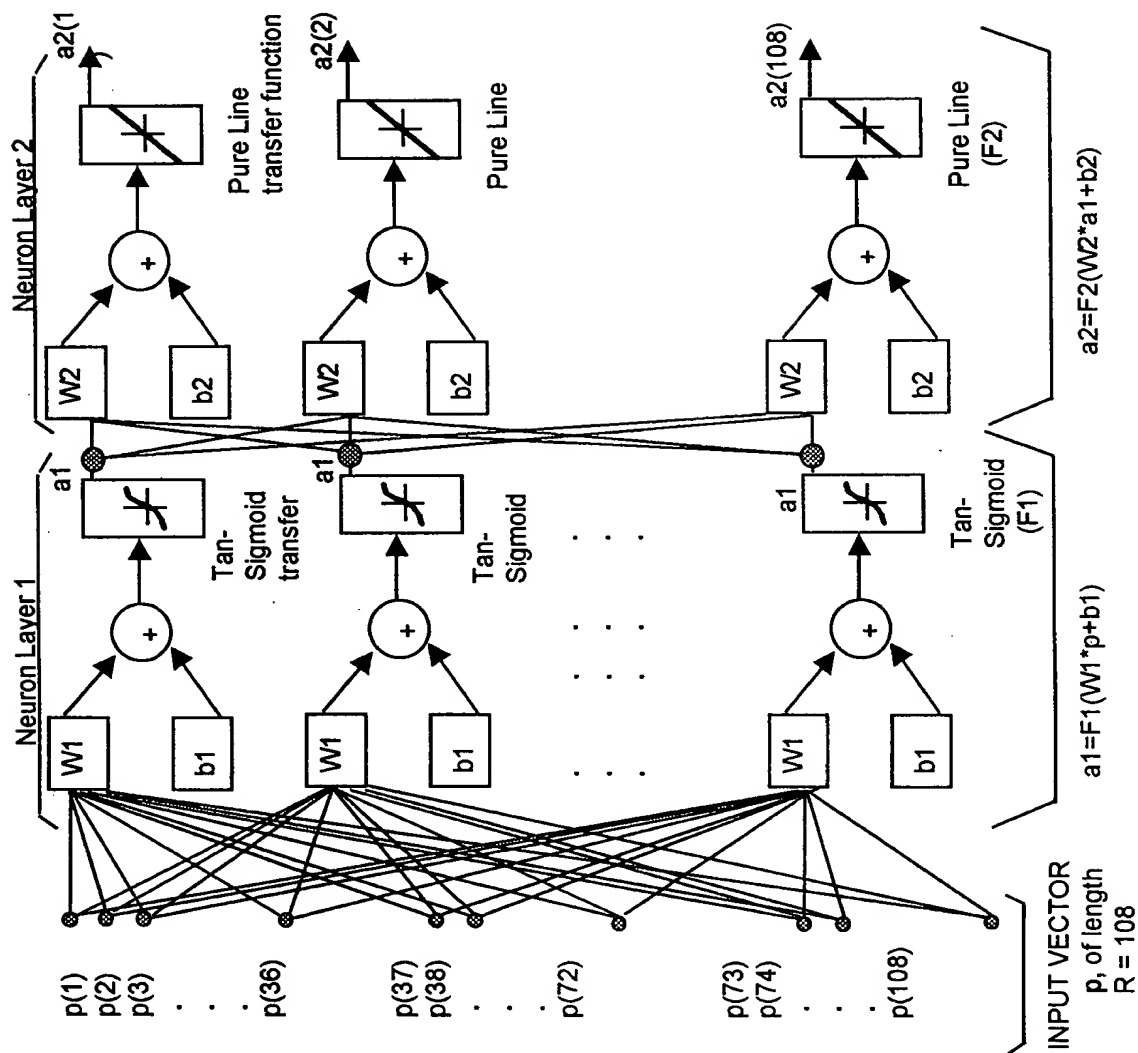 Neuron Layer 1
Neuron Layer 2
p(1)
p(2)
p(3)
. . . .
p(36)
p(37)
p(38)
. . . .
p(72)
p(73)
p(74)
. . .
p(108)
INPUT VECTOR
p, of length
R = 108
W1
b1
+
Tan-
Sigmoid
transfer
a1
W2
b2
+
Pure Line
transfer function
a2(1
)
W1
b1
+
Tan-
Sigmoid
a1
W2
b2
+
Pure Line
a2(2)
. . . .
. . . .
. . . .
W1
b1
+
Tan-
Sigmoid
(F1)
a1
W2
b2
+
Pure Line
(F2)
a2(108)
a1=F1(W1*p+b1)
a2=F2(W2*a1+b2)